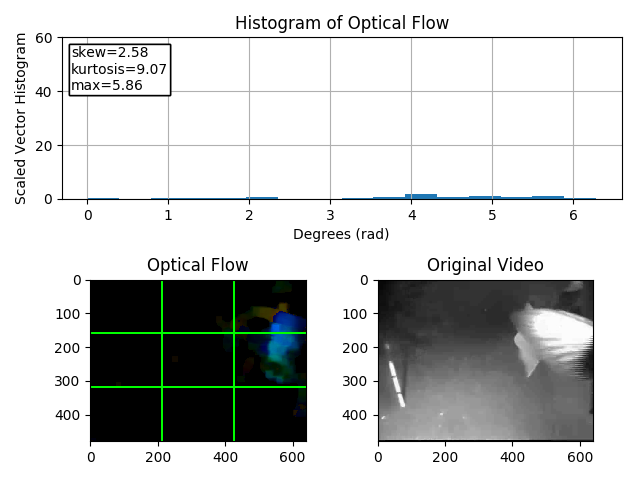 Histogram of Optical Flow
Scaled Vector Histogram
60
40
20
0
skew=2.58
kurtosis=9.07
max=5.86
0 1 2 3 4 5 6
Degrees (rad)
Optical Flow
0
100
200
300
400
0 200 400 600
Original Video
0
100
200
300
400
0 200 400 600